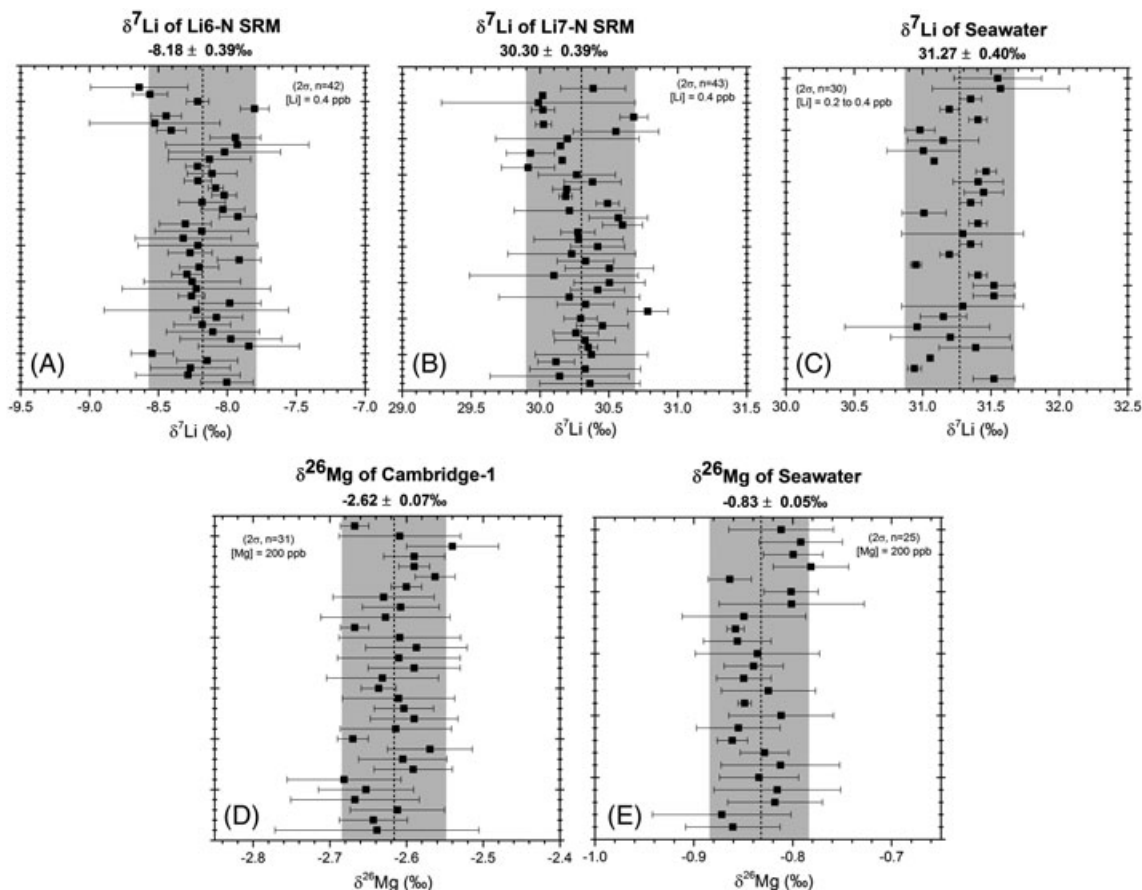 δ⁷Li of Li6-N SRM
-8.18 ± 0.39‰
(2σ, n=42)
[Li] = 0.4 ppb
(A)
-9.5 -9.0 -8.5 -8.0 -7.5 -7.0
δ⁷Li (‰)
δ⁷Li of Li7-N SRM
30.30 ± 0.39‰
(2σ, n=43)
[Li] = 0.4 ppb
(B)
29.0 29.5 30.0 30.5 31.0 31.5
δ⁷Li (‰)
δ⁷Li of Seawater
31.27 ± 0.40‰
(2σ, n=30)
[Li] = 0.2 to 0.4 ppb
(C)
30.0 30.5 31.0 31.5 32.0 32.5
δ⁷Li (‰)
δ²⁶Mg of Cambridge-1
-2.62 ± 0.07‰
(2σ, n=31)
[Mg] = 200 ppb
(D)
-2.8 -2.7 -2.6 -2.5 -2.4
δ²⁶Mg (‰)
δ²⁶Mg of Seawater
-0.83 ± 0.05‰
(2σ, n=25)
[Mg] = 200 ppb
(E)
-1.0 -0.9 -0.8 -0.7
δ²⁶Mg (‰)